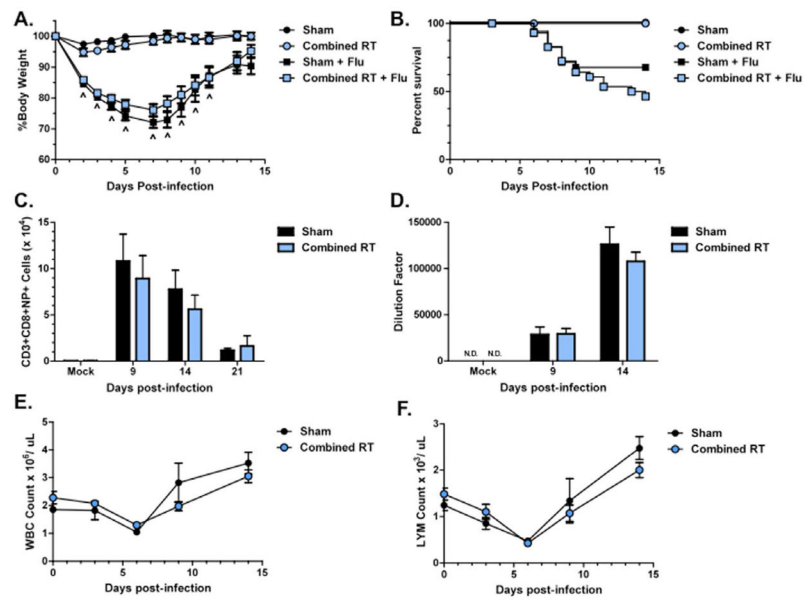 A.
%Body Weight
100
90
80
70
60
^ ^ ^ ^ ^ ^ ^ ^ ^
0 5 10 15
Days Post-infection
Sham
Combined RT
Sham + Flu
Combined RT + Flu
B.
Percent survival
100
50
0
0 5 10 15
Days Post-infection
Sham
Combined RT
Sham + Flu
Combined RT + Flu
C.
CD3+CD8+NP+ Cells (x 10⁴)
15
10
5
0
Mock 9 14 21
Days post-infection
Sham
Combined RT
D.
Dilution Factor
150000
100000
50000
0
N.D. N.D.
Mock 9 14
Days post-infection
Sham
Combined RT
E.
WBC Count x 10⁶/ uL
5
4
3
2
1
0
0 5 10 15
Days post-infection
Sham
Combined RT
F.
LYM Count x 10³/ uL
3
2
1
0
0 5 10 15
Days post-infection
Sham
Combined RT